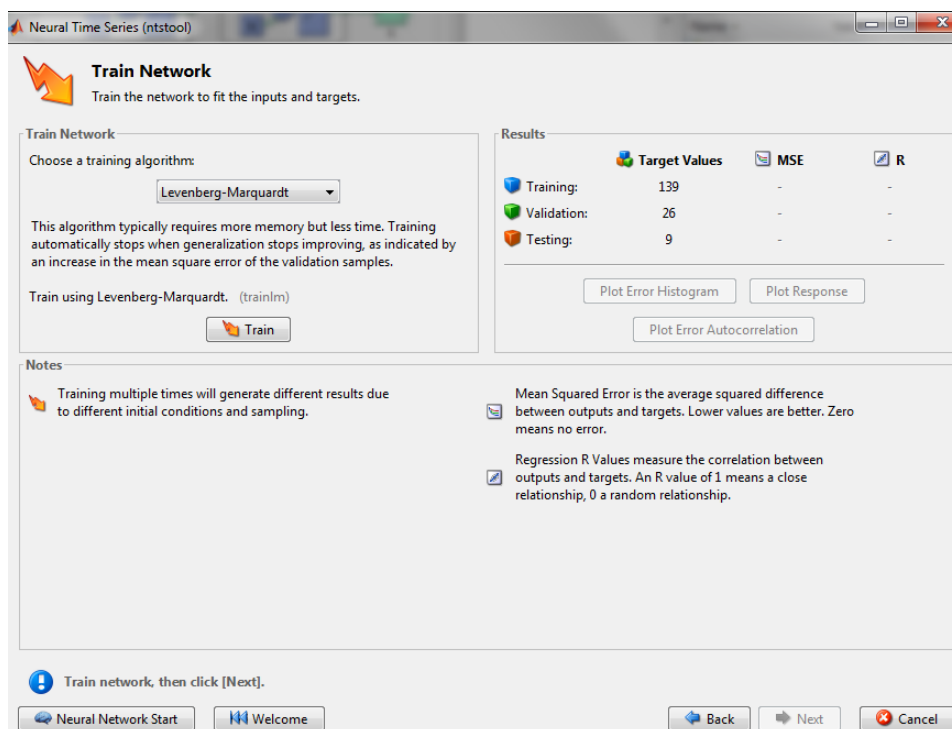 Neural Time Series (ntstool)
Train Network
Train the network to fit the inputs and targets.
Train Network
Choose a training algorithm:
Levenberg-Marquardt
This algorithm typically requires more memory but less time. Training
automatically stops when generalization stops improving, as indicated by
an increase in the mean square error of the validation samples.
Train using Levenberg-Marquardt. (trainlm)
Train
Results
Target Values MSE R
Training: 139 - -
Validation: 26 - -
Testing: 9 - -
Plot Error Histogram Plot Response
Plot Error Autocorrelation
Notes
Training multiple times will generate different results due
to different initial conditions and sampling.
Mean Squared Error is the average squared difference
between outputs and targets. Lower values are better. Zero
means no error.
Regression R Values measure the correlation between
outputs and targets. An R value of 1 means a close
relationship, 0 a random relationship.
Train network, then click [Next].
Neural Network Start Welcome Back Next Cancel